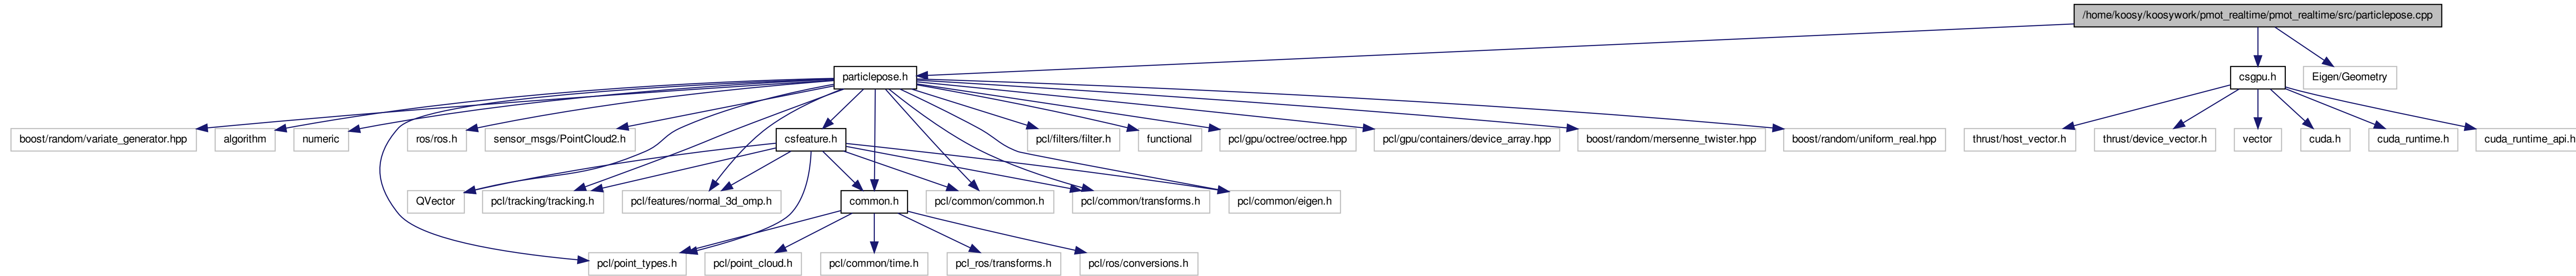 /home/koosy/koosywork/pmot_realtime/pmot_realtime/src/particlepose.cpp
particlepose.h
csgpu.h
Eigen/Geometry
boost/random/variate_generator.hpp
algorithm
numeric
ros/ros.h
sensor_msgs/PointCloud2.h
csfeature.h
pcl/filters/filter.h
functional
pcl/gpu/octree/octree.hpp
pcl/gpu/containers/device_array.hpp
boost/random/mersenne_twister.hpp
boost/random/uniform_real.hpp
thrust/host_vector.h
thrust/device_vector.h
vector
cuda.h
cuda_runtime.h
cuda_runtime_api.h
QVector
pcl/tracking/tracking.h
pcl/features/normal_3d_omp.h
common.h
pcl/common/common.h
pcl/common/transforms.h
pcl/common/eigen.h
pcl/point_types.h
pcl/point_cloud.h
pcl/common/time.h
pcl_ros/transforms.h
pcl/ros/conversions.h